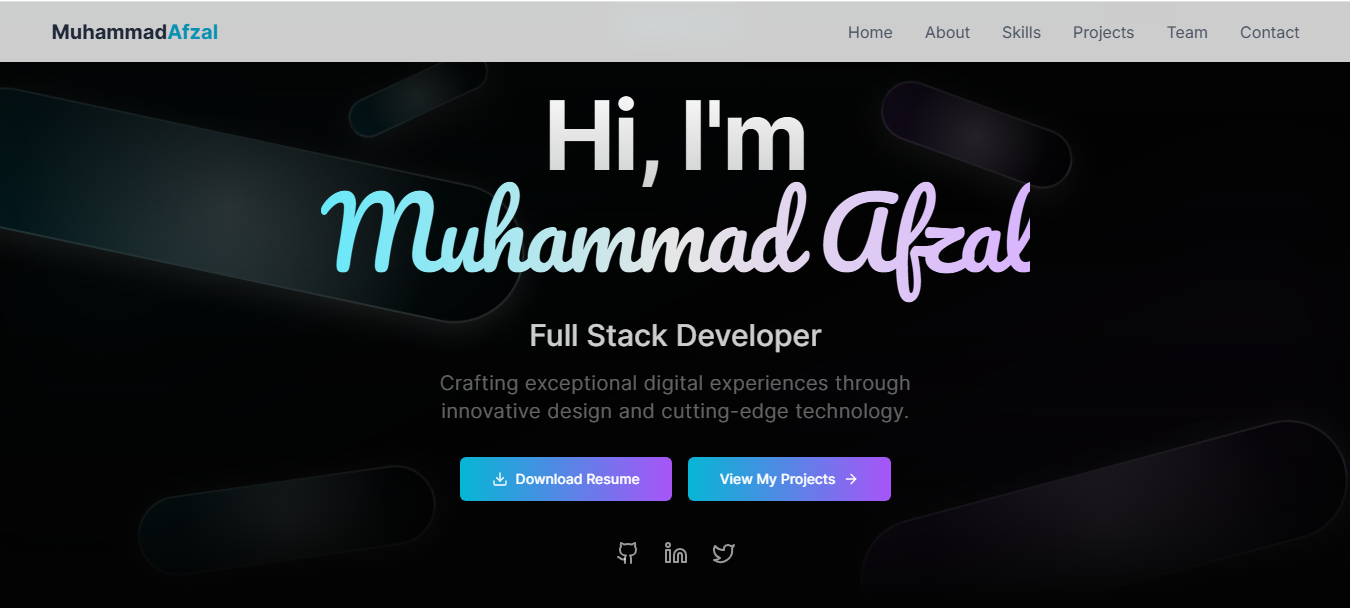 MuhammadAfzal
Home About Skills Projects Team Contact
Hi, I'm
Muhammad Afzal
Full Stack Developer
Crafting exceptional digital experiences through
innovative design and cutting-edge technology.
Download Resume
View My Projects